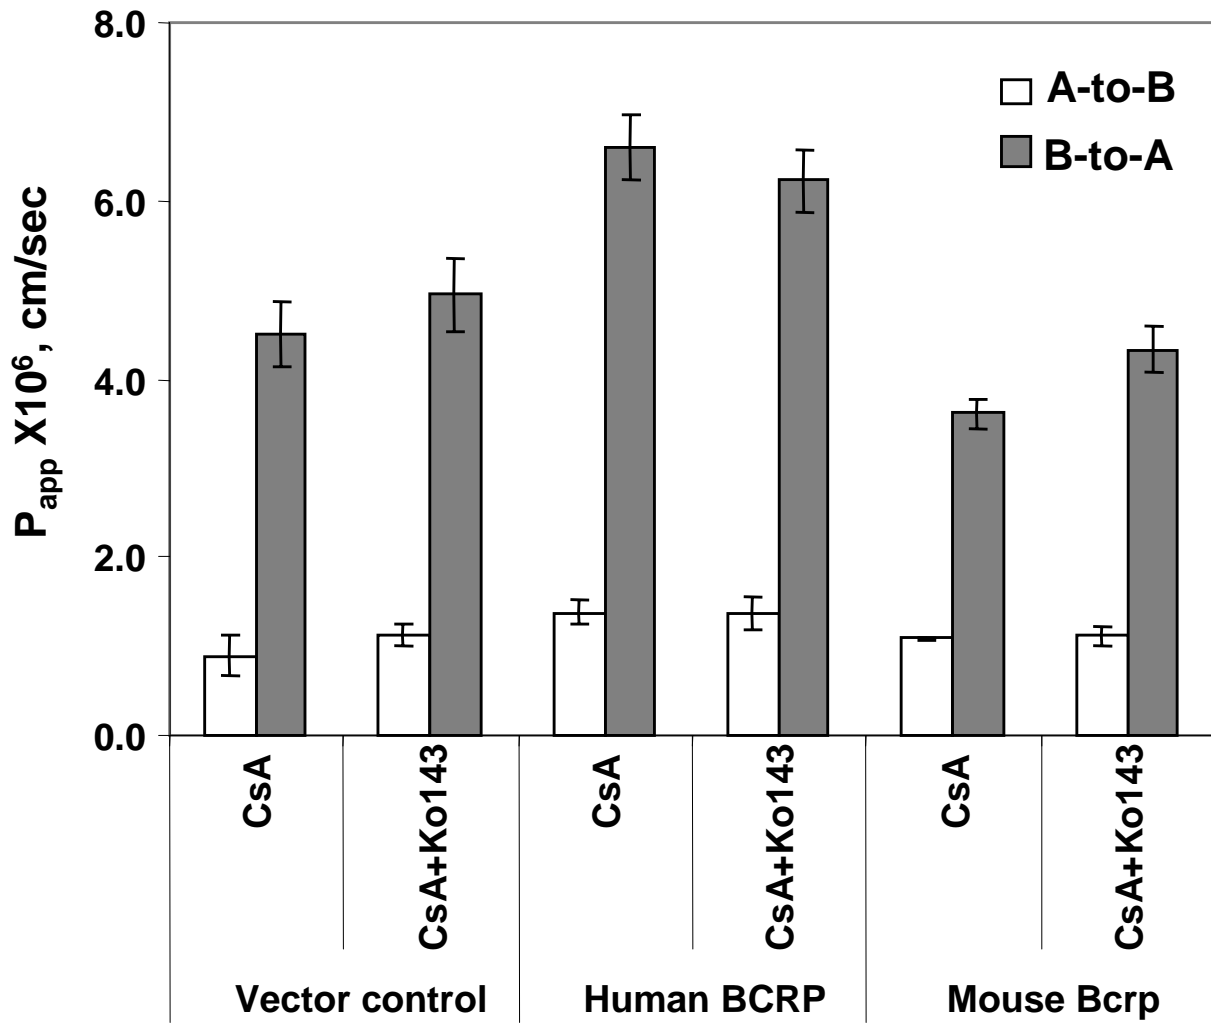 8.0
6.0
4.0
2.0
0.0
Papp X10⁶, cm/sec
A-to-B
B-to-A
CsA
CsA+Ko143
CsA
CsA+Ko143
CsA
CsA+Ko143
Vector control
Human BCRP
Mouse Bcrp